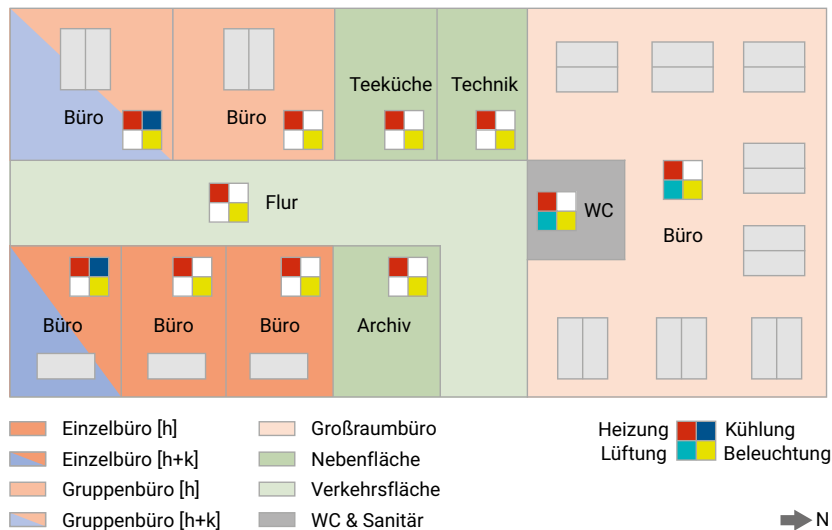 Teeküche Technik
Büro Büro
Flur WC
Büro
Büro Büro Büro Archiv
Einzelbüro [h] Großraumbüro Heizung Kühlung
Einzelbüro [h+k] Nebenfläche Lüftung Beleuchtung
Gruppenbüro [h] Verkehrsfläche
Gruppenbüro [h+k] WC & Sanitär N